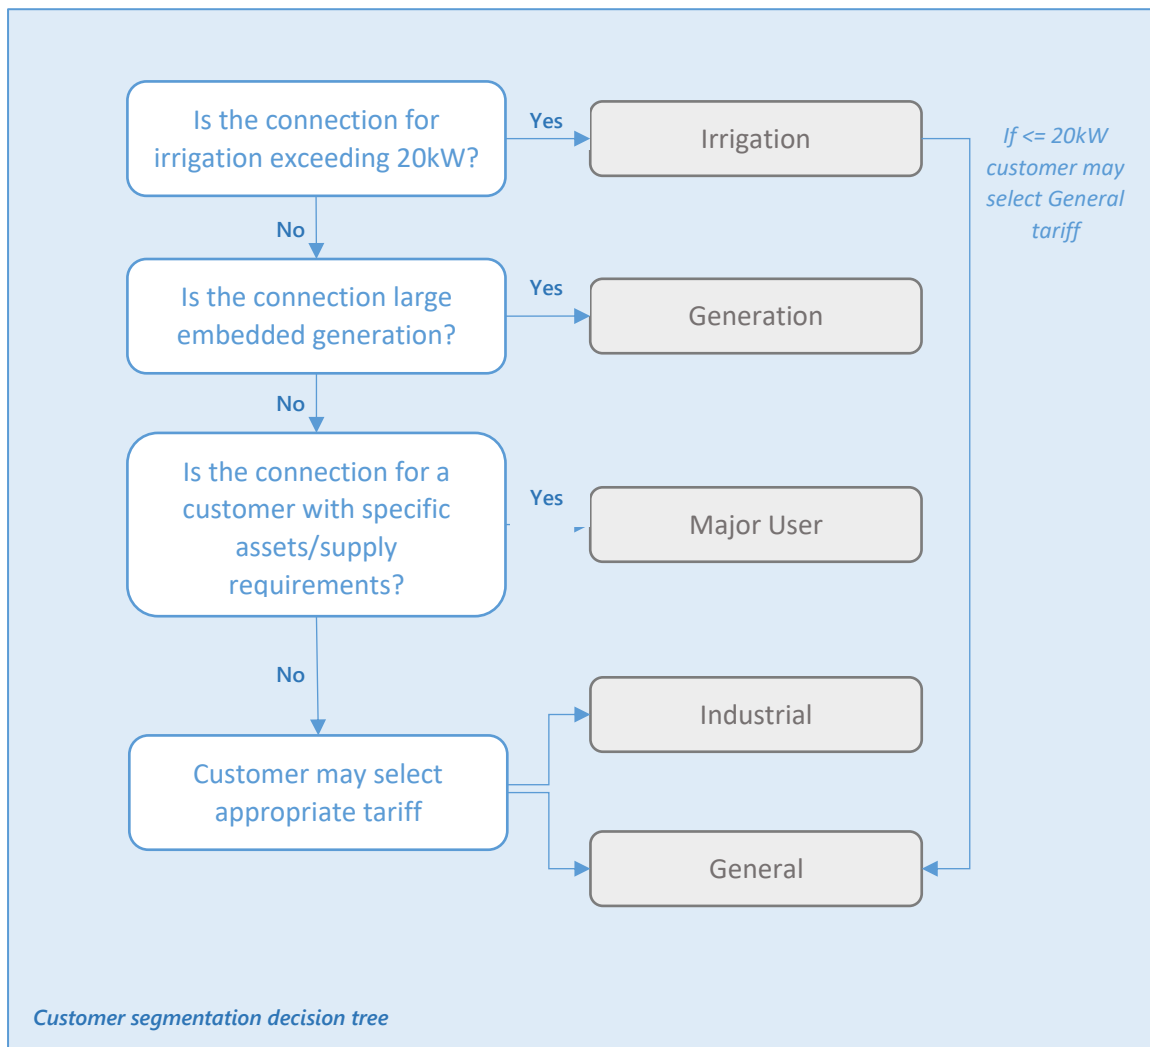 Is the connection for
irrigation exceeding 20kW?
Yes
Irrigation
If <= 20kW
customer may
select General
tariff
No
Is the connection large
embedded generation?
Yes
Generation
No
Is the connection for a
customer with specific
assets/supply
requirements?
Yes
Major User
No
Industrial
Customer may select
appropriate tariff
General
Customer segmentation decision tree